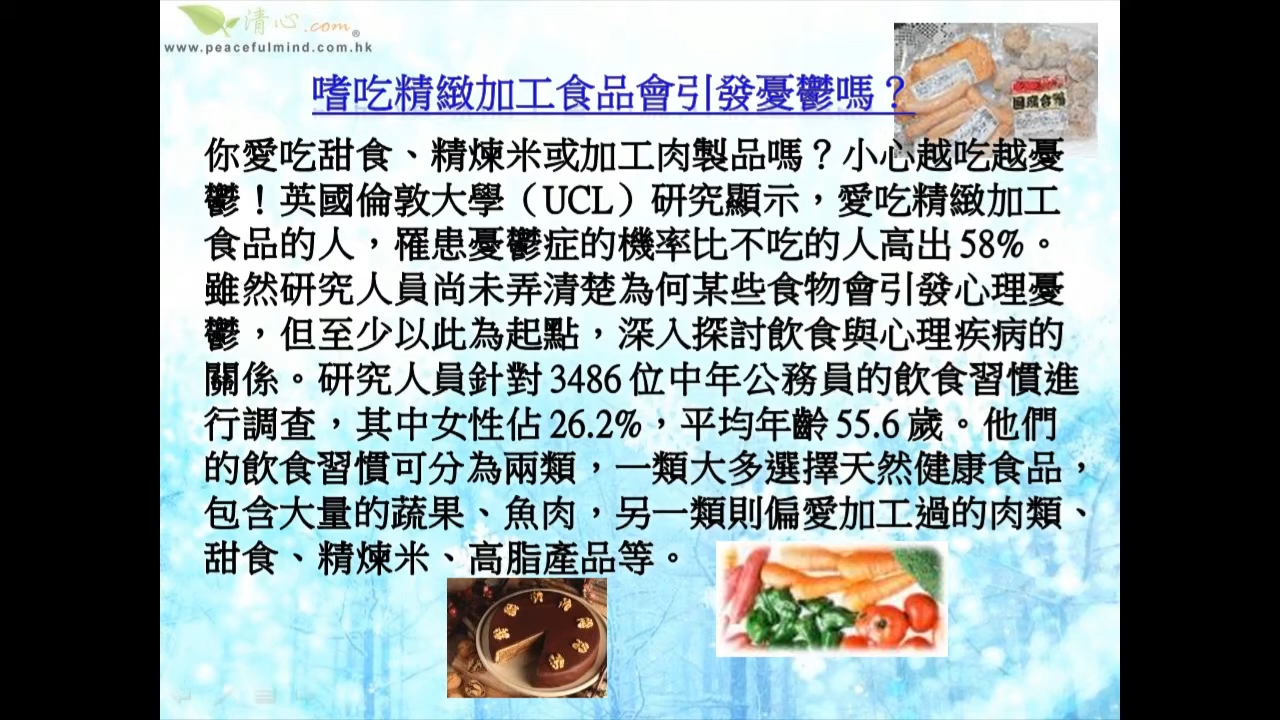 清心.com®
www.peacefulmind.com.hk
嗜吃精緻加工食品會引發憂鬱嗎？
你愛吃甜食、精煉米或加工肉製品嗎？小心越吃越憂
鬱！英國倫敦大學（UCL）研究顯示，愛吃精緻加工
食品的人，罹患憂鬱症的機率比不吃的人高出 58%。
雖然研究人員尚未弄清楚為何某些食物會引發心理憂
鬱，但至少以此為起點，深入探討飲食與心理疾病的
關係。研究人員針對 3486 位中年公務員的飲食習慣進
行調查，其中女性佔 26.2%，平均年齡 55.6 歲。他們
的飲食習慣可分為兩類，一類大多選擇天然健康食品，
包含大量的蔬果、魚肉，另一類則偏愛加工過的肉類、
甜食、精煉米、高脂產品等。